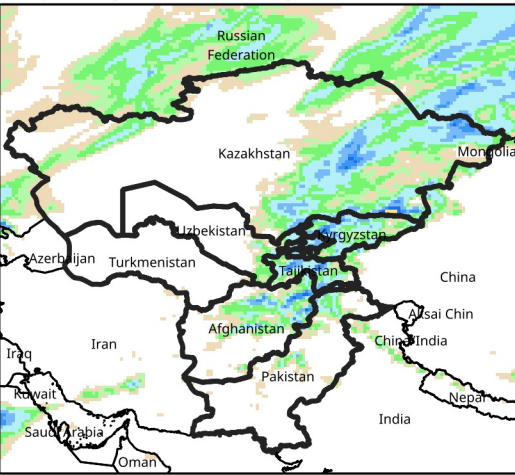 Russian
Federation
Kazakhstan
Mongolia
Uzbekistan
Kyrgyzstan
Azerbaijan
Turkmenistan
Tajikistan
China
Aksai Chin
Afghanistan
China/India
Iran
Iraq
Pakistan
Kuwait
Nepal
India
Saudi Arabia
Oman